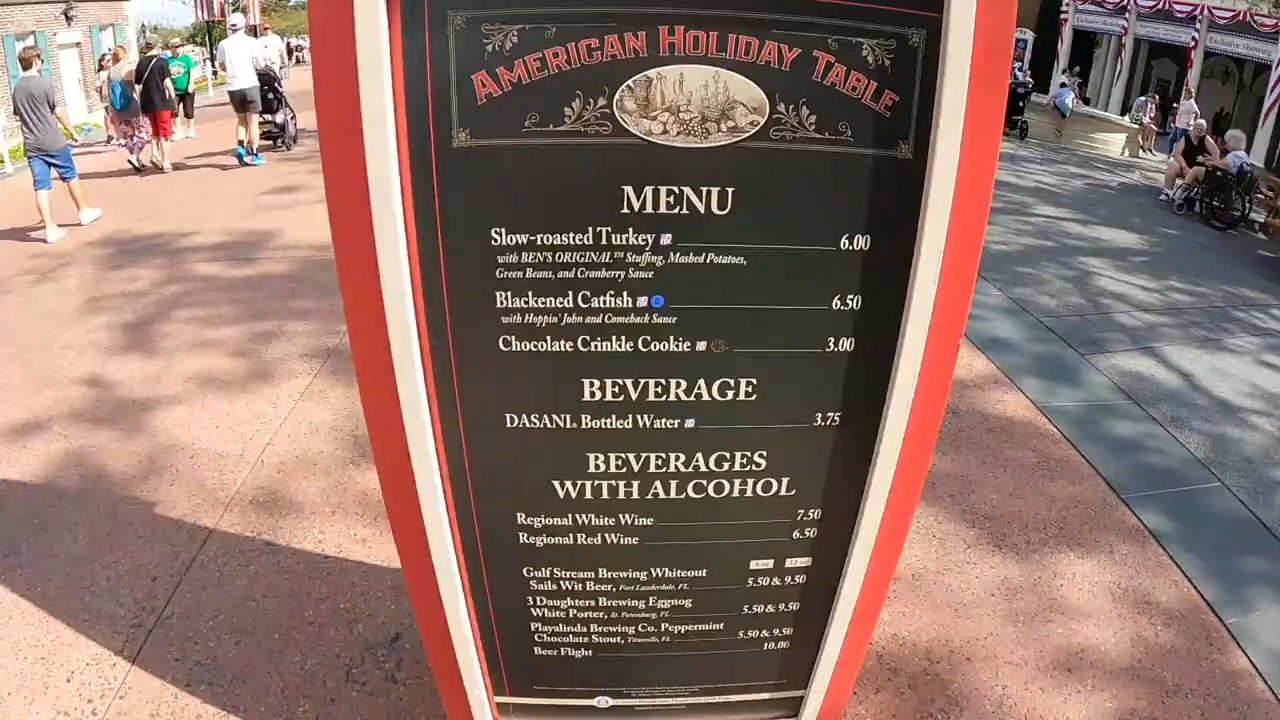 AMERICAN HOLIDAY TABLE
MENU
Slow-roasted Turkey 6.00
with BEN'S ORIGINAL™ Stuffing, Mashed Potatoes,
Green Beans, and Cranberry Sauce
Blackened Catfish 6.50
with Hoppin' John and Comeback Sauce
Chocolate Crinkle Cookie 3.00
BEVERAGE
DASANI® Bottled Water 3.75
BEVERAGES
WITH ALCOHOL
Regional White Wine 7.50
Regional Red Wine 6.50
6 oz 12 oz
Gulf Stream Brewing Whiteout
Sails Wit Beer, Fort Lauderdale, FL 5.50 & 9.50
3 Daughters Brewing Eggnog
White Porter, St. Petersburg, FL 5.50 & 9.50
Playalinda Brewing Co. Peppermint
Chocolate Stout, Titusville, FL 5.50 & 9.50
Beer Flight 10.00
Exclusive Showing
Exclusive Showing